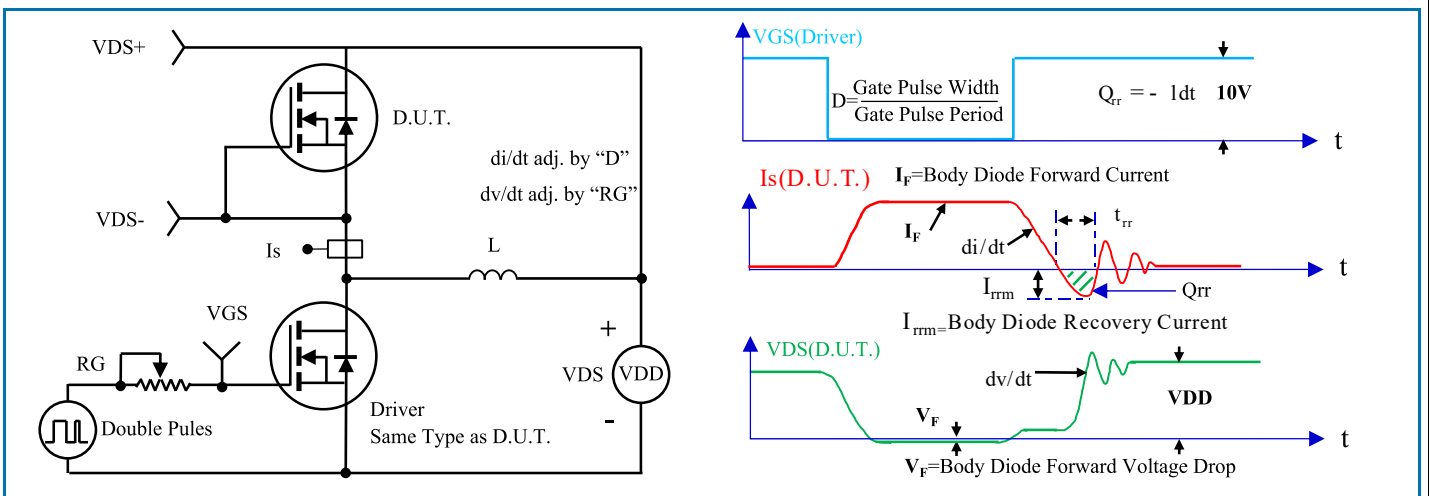 VDS+
D.U.T.
di/dt adj. by “D”
dv/dt adj. by “RG”
VDS-
Is
L
VGS
RG
+
VDS
VDD
-
Driver
Same Type as D.U.T.
Double Pules
VGS(Driver)
D=Gate Pulse Width
Gate Pulse Period
Qrr = - ldt
10V
t
Is(D.U.T.)
IF=Body Diode Forward Current
IF
di/dt
trr
t
Irrm
Qrr
Irrm=Body Diode Recovery Current
VDS(D.U.T.)
dv/dt
VDD
VF
t
VF=Body Diode Forward Voltage Drop